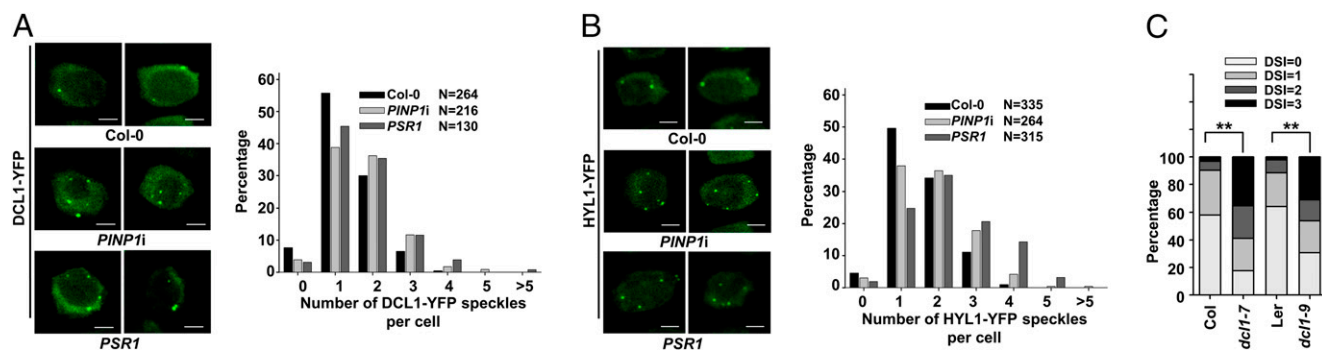 A
DCL1-YFP
Col-0
PINP1i
PSR1
Percentage
60
50
40
30
20
10
0
Col-0 N=264
PINP1i N=216
PSR1 N=130
0 1 2 3 4 5 >5
Number of DCL1-YFP speckles
per cell
B
HYL1-YFP
Col-0
PINP1i
PSR1
Percentage
60
50
40
30
20
10
0
Col-0 N=335
PINP1i N=264
PSR1 N=315
0 1 2 3 4 5 >5
Number of HYL1-YFP speckles
per cell
C
DSI=0
DSI=1
DSI=2
DSI=3
** **
Percentage
100
80
60
40
20
0
Col
dcl1-7
Ler
dcl1-9